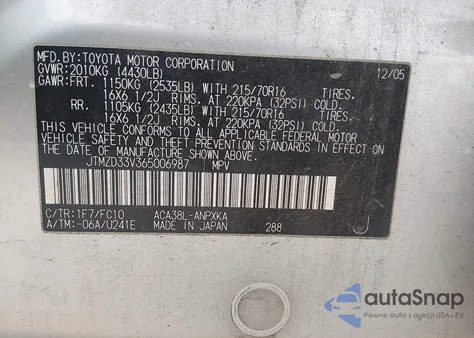 MFD.BY:TOYOTA MOTOR CORPORATION 12/05
GVWR:2010KG (4430LB)
GAWR:FRT. 1150KG (2535LB) WITH 215/70R16 TIRES.
16X6 1/2J RIMS. AT 220KPA (32PSI) COLD.
RR. 1105KG (2435LB) WITH 215/70R16 TIRES.
16X6 1/2J RIMS. AT 220KPA (32PSI) COLD.
THIS VEHICLE CONFORMS TO ALL APPLICABLE FEDERAL MOTOR
VEHICLE SAFETY STANDARDS IN EFFECT ON THE
DATE OF MANUFACTURE SHOWN ABOVE.
JTMZD33V365006987 MPV
C/TR:1F7/FC10 ACA38L-ANPXKA
A/TM:-06A/U241E MADE IN JAPAN 288 J
autoSnap
Pewne auto z USA i EU